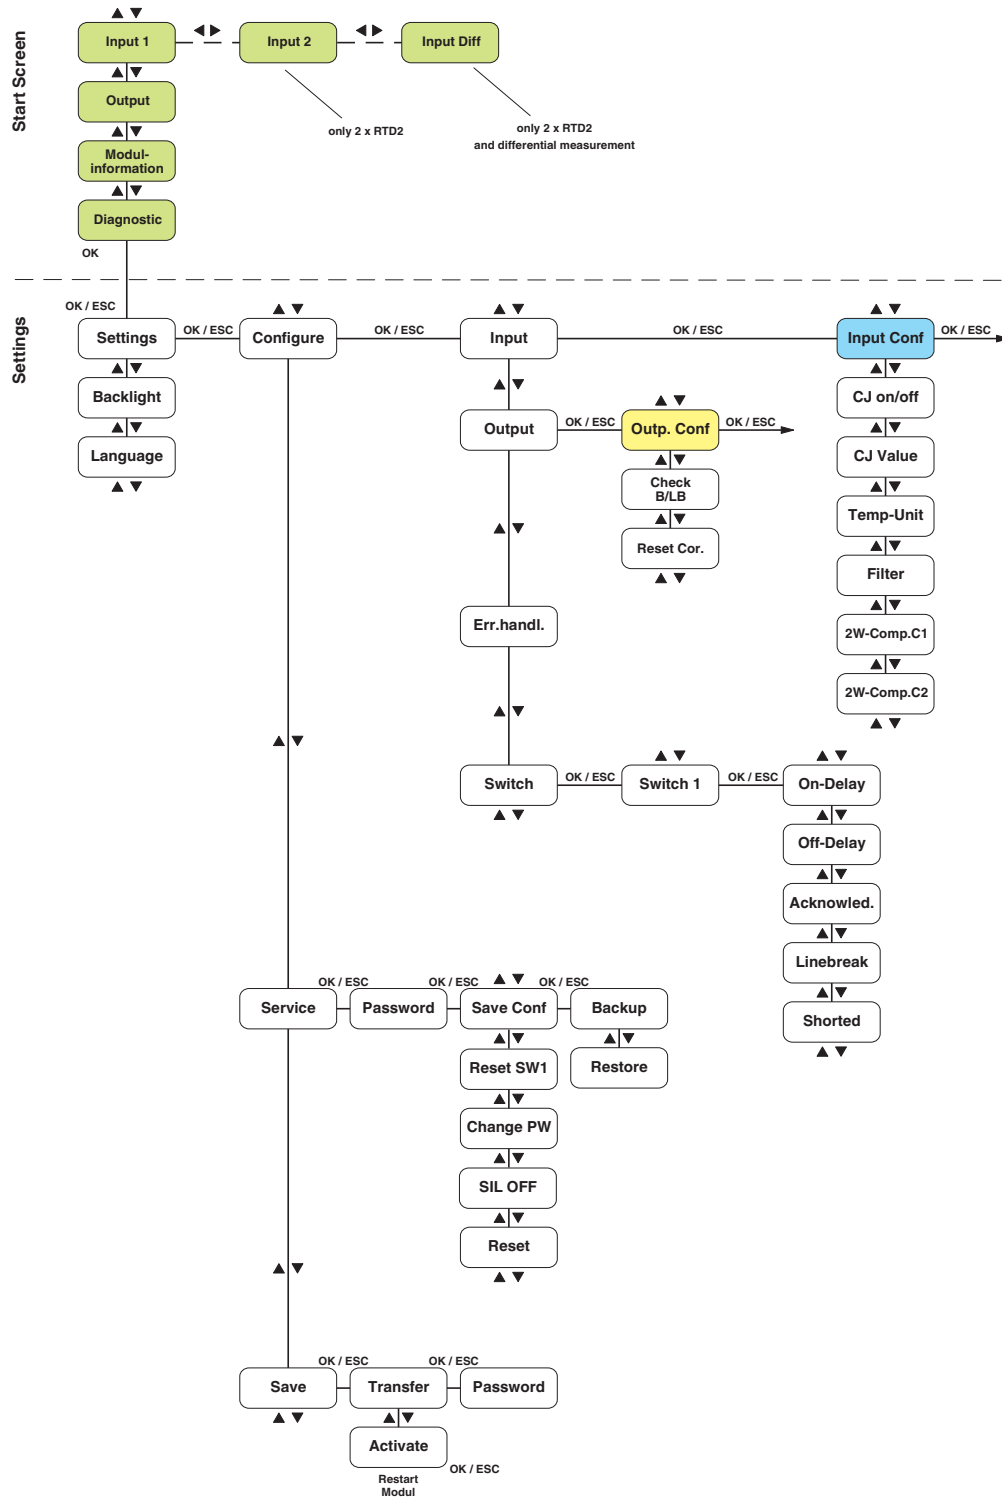 Start Screen
Input 1
Input 2
Input Diff
Output
only 2 x RTD2
only 2 x RTD2
and differential measurement
Modul-
information
Diagnostic
OK
Settings
OK / ESC
Settings
OK / ESC
Configure
OK / ESC
Input
OK / ESC
Input Conf
OK / ESC
Backlight
Language
Output
OK / ESC
Outp. Conf
OK / ESC
Check
B/LB
Reset Cor.
CJ on/off
CJ Value
Temp-Unit
Filter
2W-Comp.C1
2W-Comp.C2
Err.handl.
Switch
OK / ESC
Switch 1
OK / ESC
On-Delay
Off-Delay
Acknowled.
Linebreak
Shorted
Service
OK / ESC
Password
OK / ESC
Save Conf
OK / ESC
Backup
Restore
Reset SW1
Change PW
SIL OFF
Reset
Save
OK / ESC
Transfer
OK / ESC
Password
Activate
OK / ESC
Restart
Modul